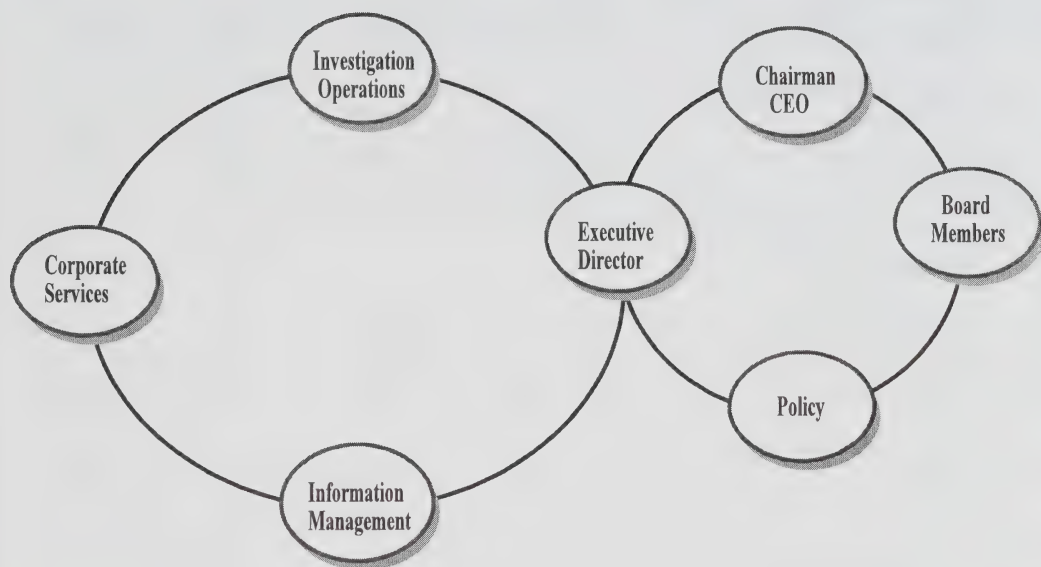 Investigation
Operations
Chairman
CEO
Executive
Director
Board
Members
Corporate
Services
Policy
Information
Management